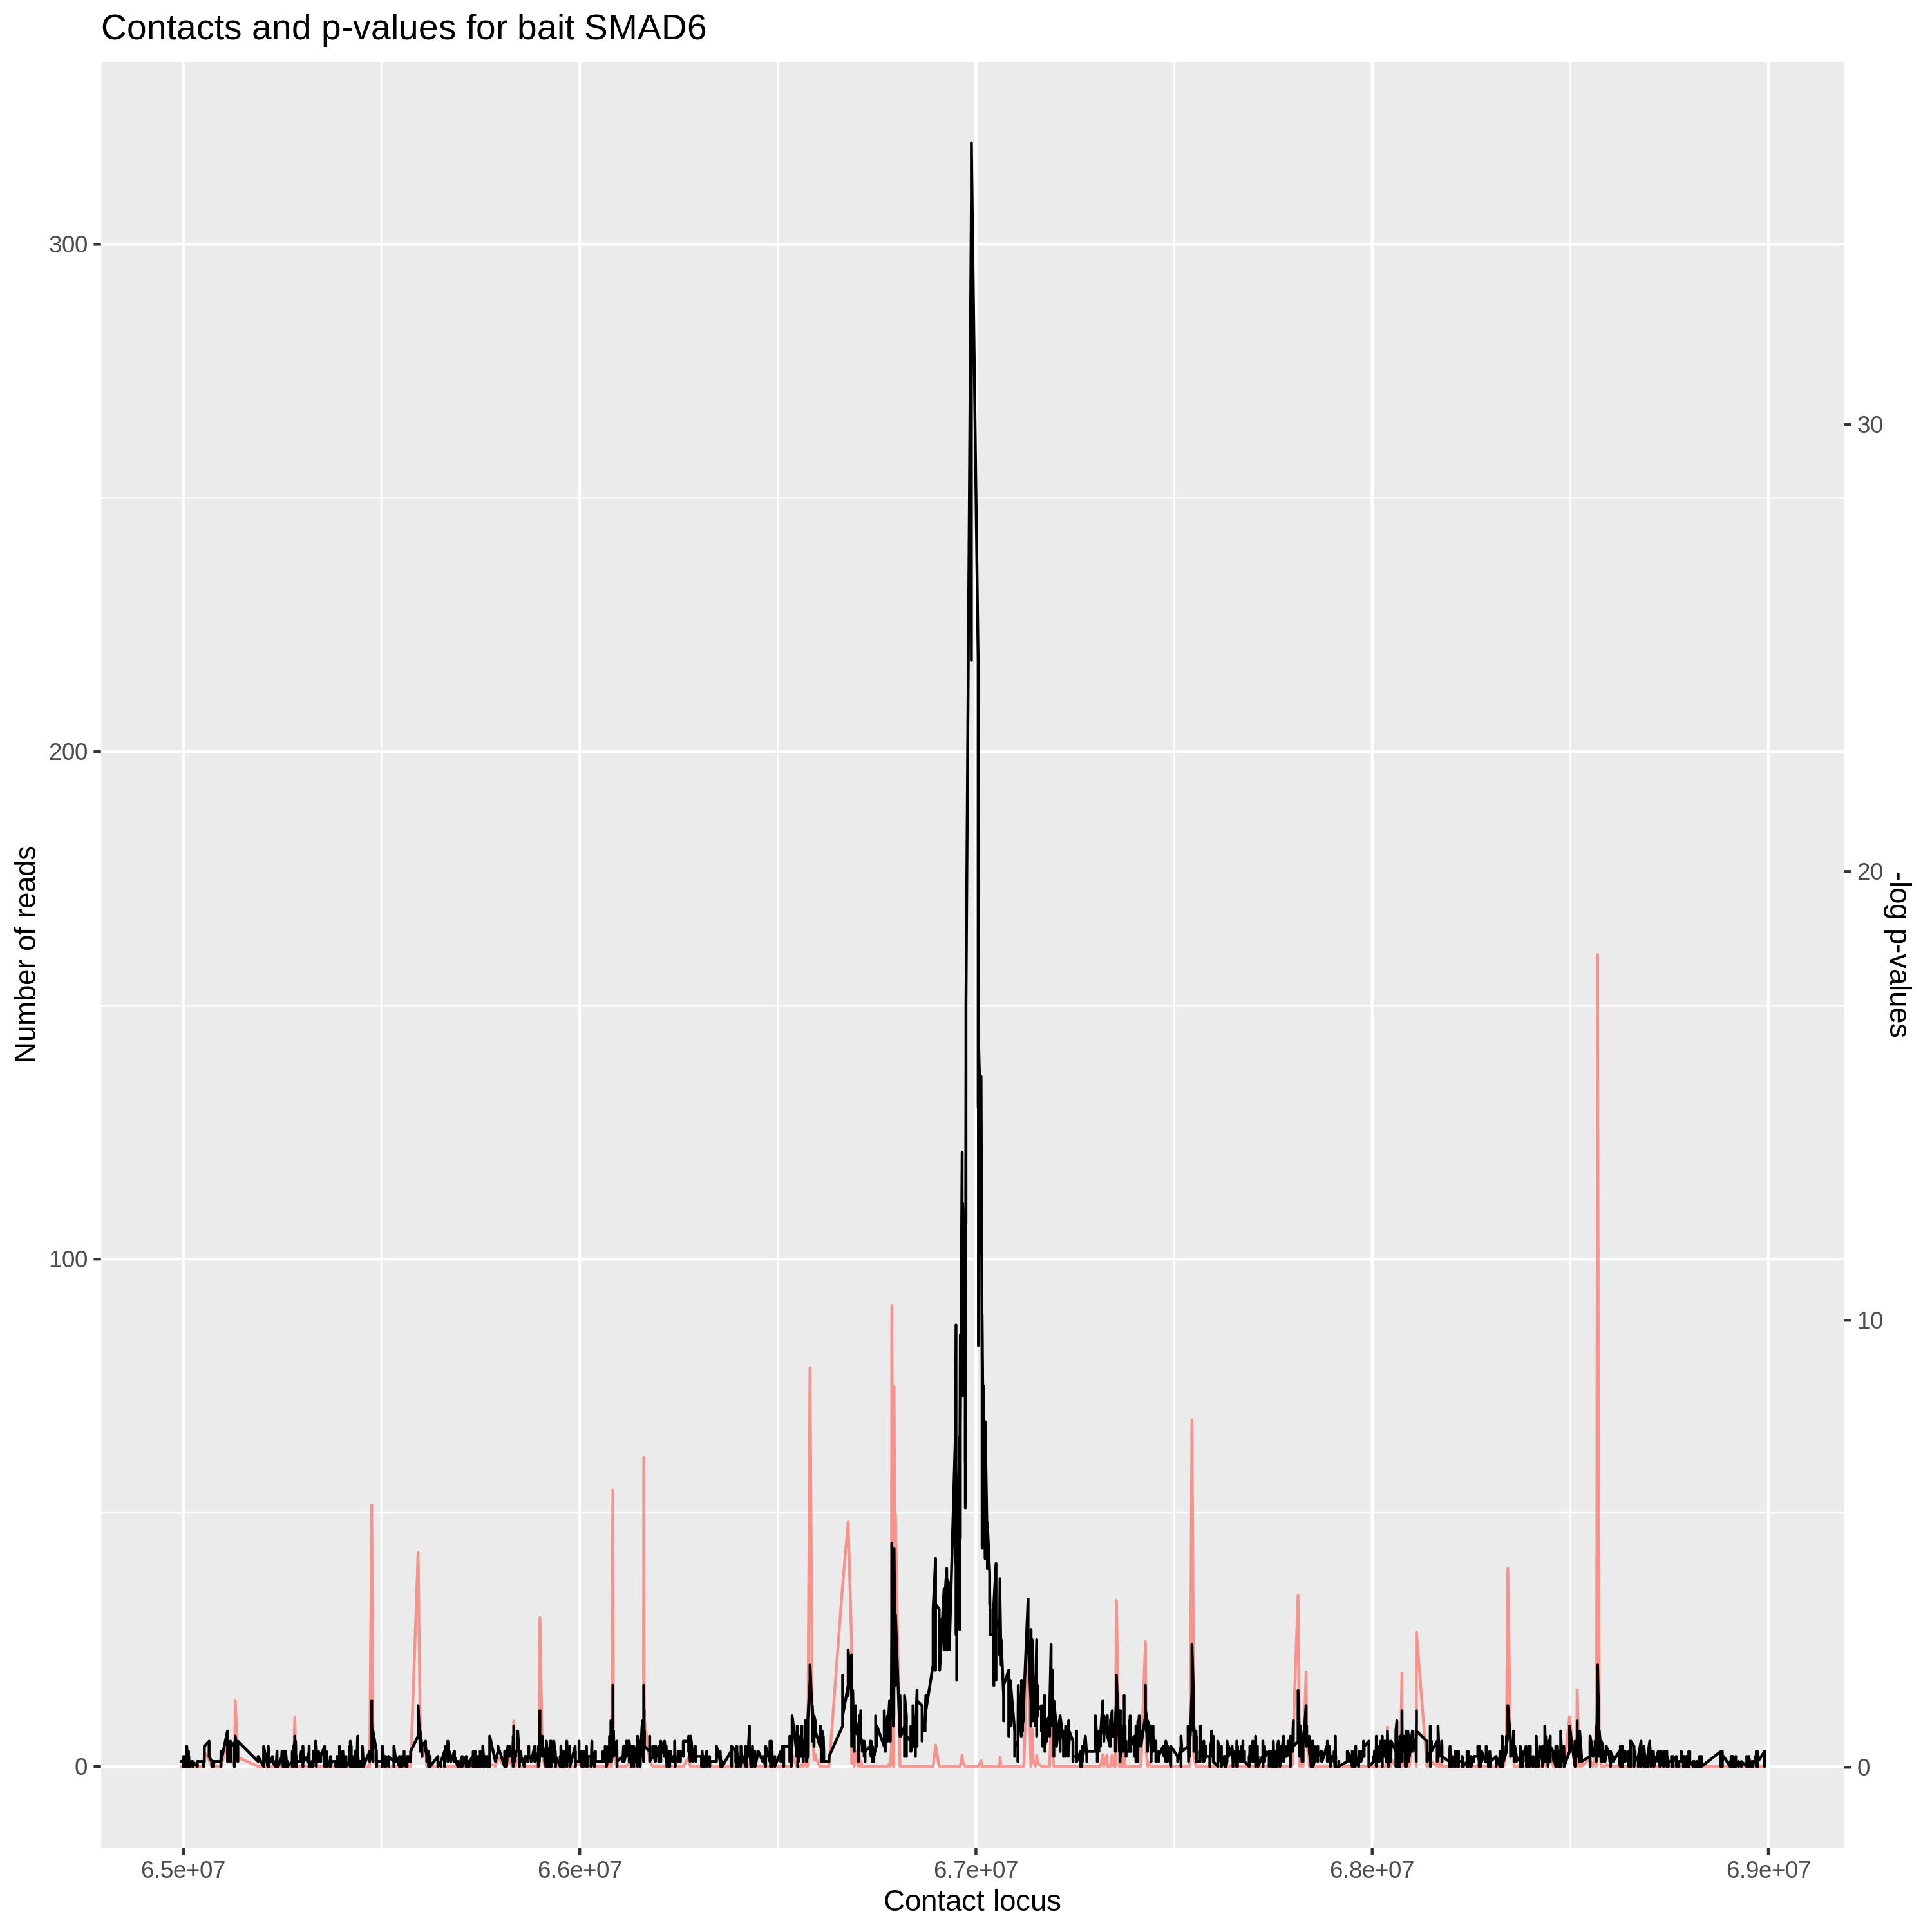 Contacts and p-values for bait SMAD6
300
200
100
0
Number of reads
30
20
10
0
-log p-values
6.5e+07 6.6e+07 6.7e+07 6.8e+07 6.9e+07
Contact locus